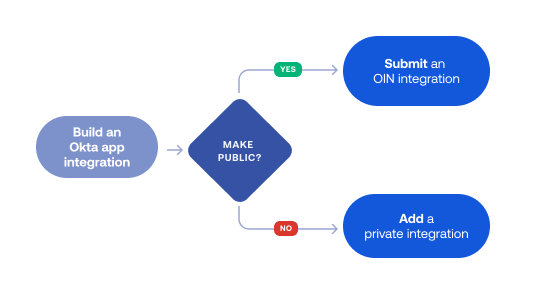 Build an
Okta app
integration
MAKE
PUBLIC?
YES
Submit an
OIN integration
NO
Add a
private integration